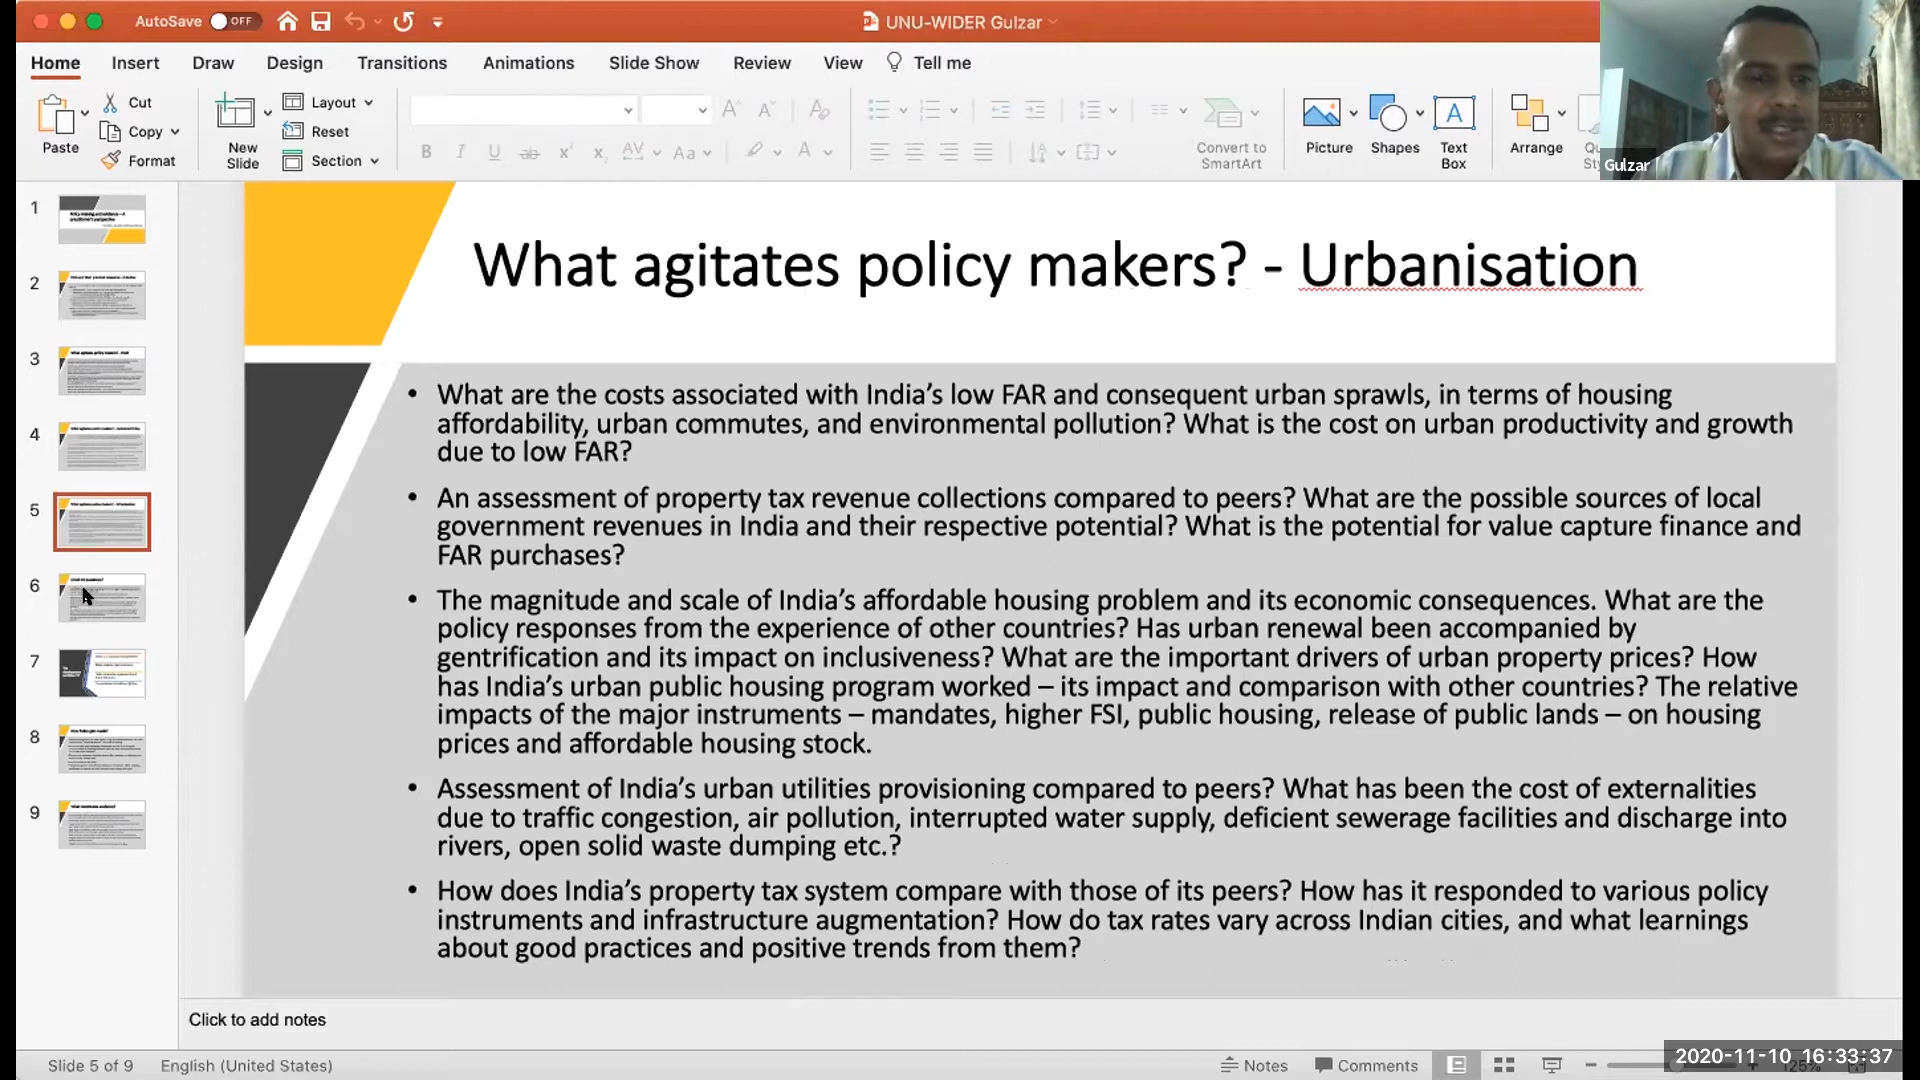 AutoSave OFF
UNU-WIDER Gulzar
Home Insert Draw Design Transitions Animations Slide Show Review View Tell me
Paste
Cut
Copy
Format
New
Slide
Layout
Reset
Section
Convert to
SmartArt
Picture
Shapes
Text
Box
Arrange
Gulzar
1
2
3
4
5
6
7
8
9
What agitates policy makers? - Urbanisation
• What are the costs associated with India’s low FAR and consequent urban sprawls, in terms of housing
affordability, urban commutes, and environmental pollution? What is the cost on urban productivity and growth
due to low FAR?
• An assessment of property tax revenue collections compared to peers? What are the possible sources of local
government revenues in India and their respective potential? What is the potential for value capture finance and
FAR purchases?
• The magnitude and scale of India’s affordable housing problem and its economic consequences. What are the
policy responses from the experience of other countries? Has urban renewal been accompanied by
gentrification and its impact on inclusiveness? What are the important drivers of urban property prices? How
has India’s urban public housing program worked – its impact and comparison with other countries? The relative
impacts of the major instruments – mandates, higher FSI, public housing, release of public lands – on housing
prices and affordable housing stock.
• Assessment of India’s urban utilities provisioning compared to peers? What has been the cost of externalities
due to traffic congestion, air pollution, interrupted water supply, deficient sewerage facilities and discharge into
rivers, open solid waste dumping etc.?
• How does India’s property tax system compare with those of its peers? How has it responded to various policy
instruments and infrastructure augmentation? How do tax rates vary across Indian cities, and what learnings
about good practices and positive trends from them?
Click to add notes
Slide 5 of 9 English (United States)
Notes Comments
2020-11-10 16:33:37
125%